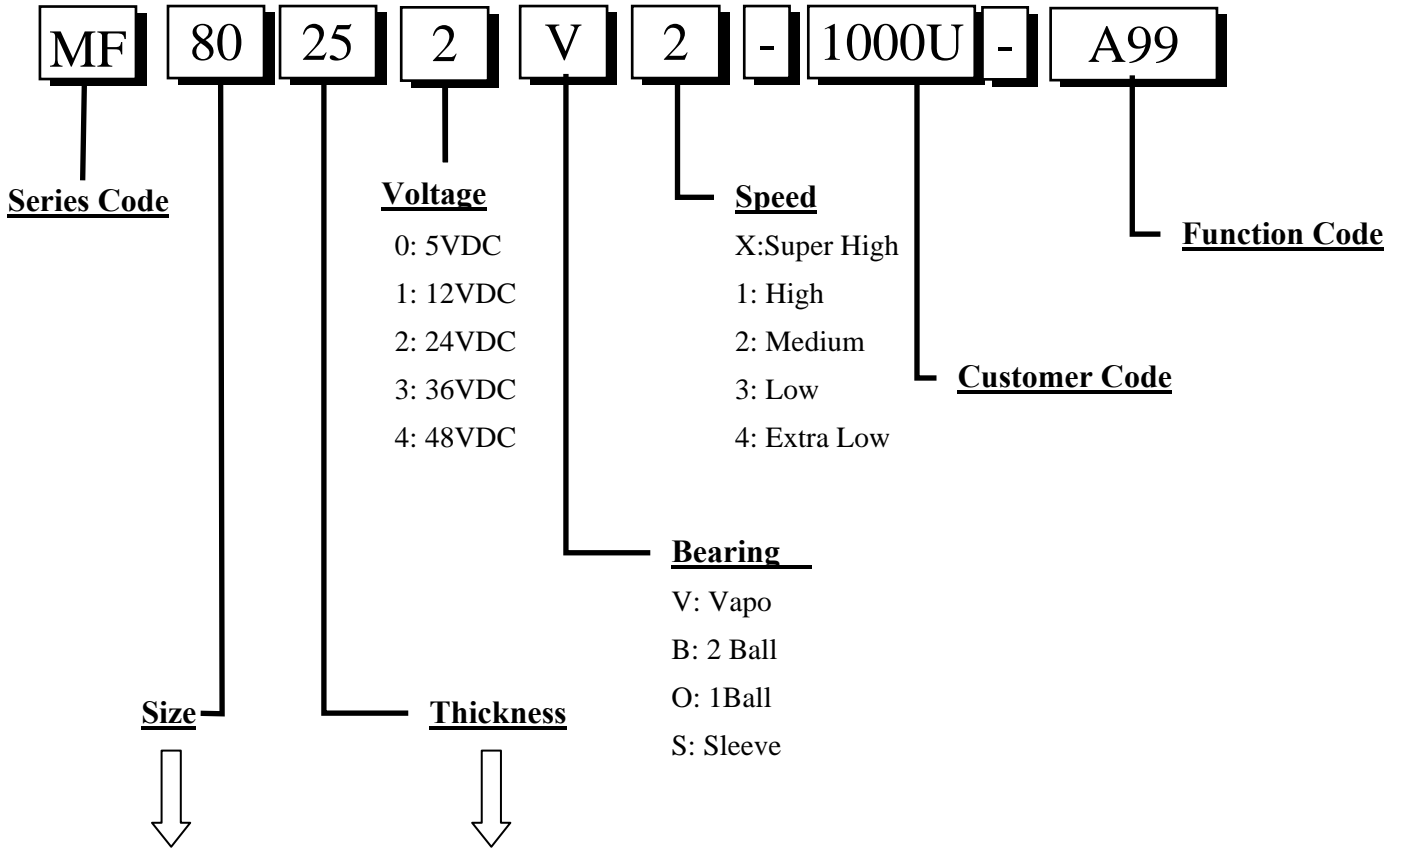 MF 80 25 2 V 2 - 1000U - A99
Series Code
Voltage
0: 5VDC
1: 12VDC
2: 24VDC
3: 36VDC
4: 48VDC
Speed
X:Super High
1: High
2: Medium
3: Low
4: Extra Low
Function Code
Customer Code
Bearing
V: Vapo
B: 2 Ball
O: 1Ball
S: Sleeve
Size
Thickness